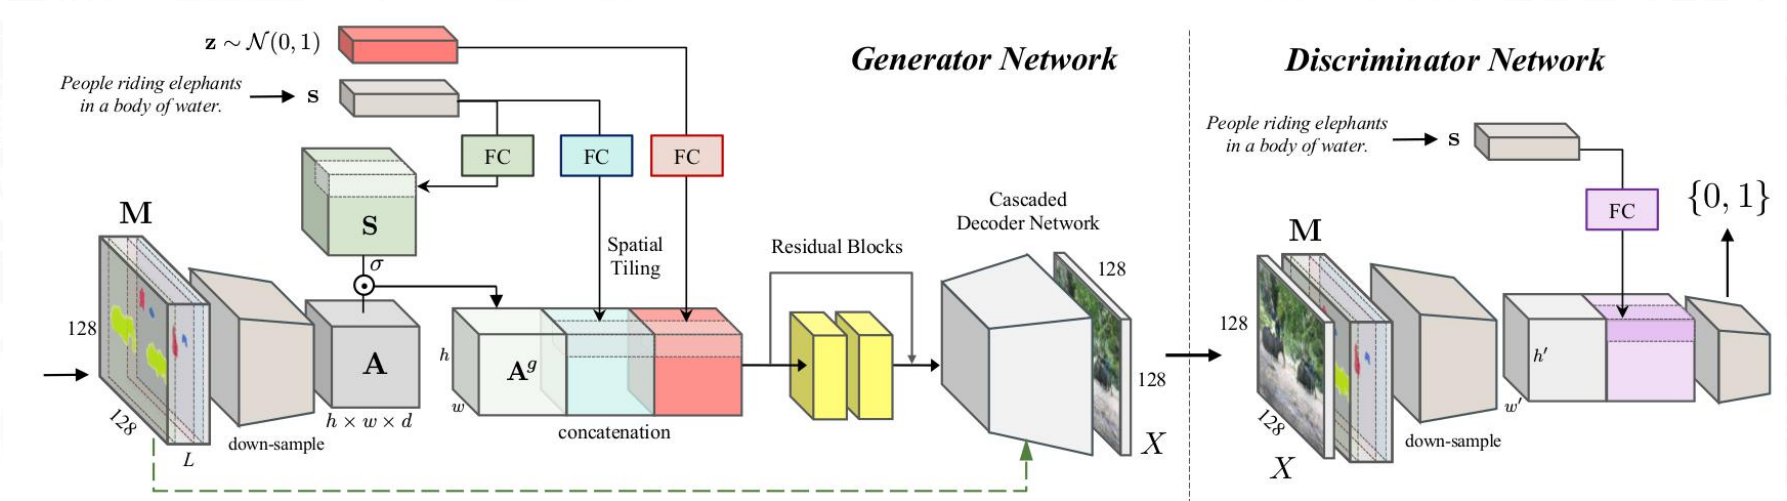 z ∼ 𝒩(0, 1)
Generator Network
Discriminator Network
People riding elephants
in a body of water.
s
People riding elephants
in a body of water.
s
FC
FC
FC
FC
{0, 1}
M
S
σ
Spatial
Tiling
Residual Blocks
Cascaded
Decoder Network
M
128
128
L
down-sample
A
h × w × d
h
w
A^g
concatenation
128
128
X
128
128
X
down-sample
h′
w′